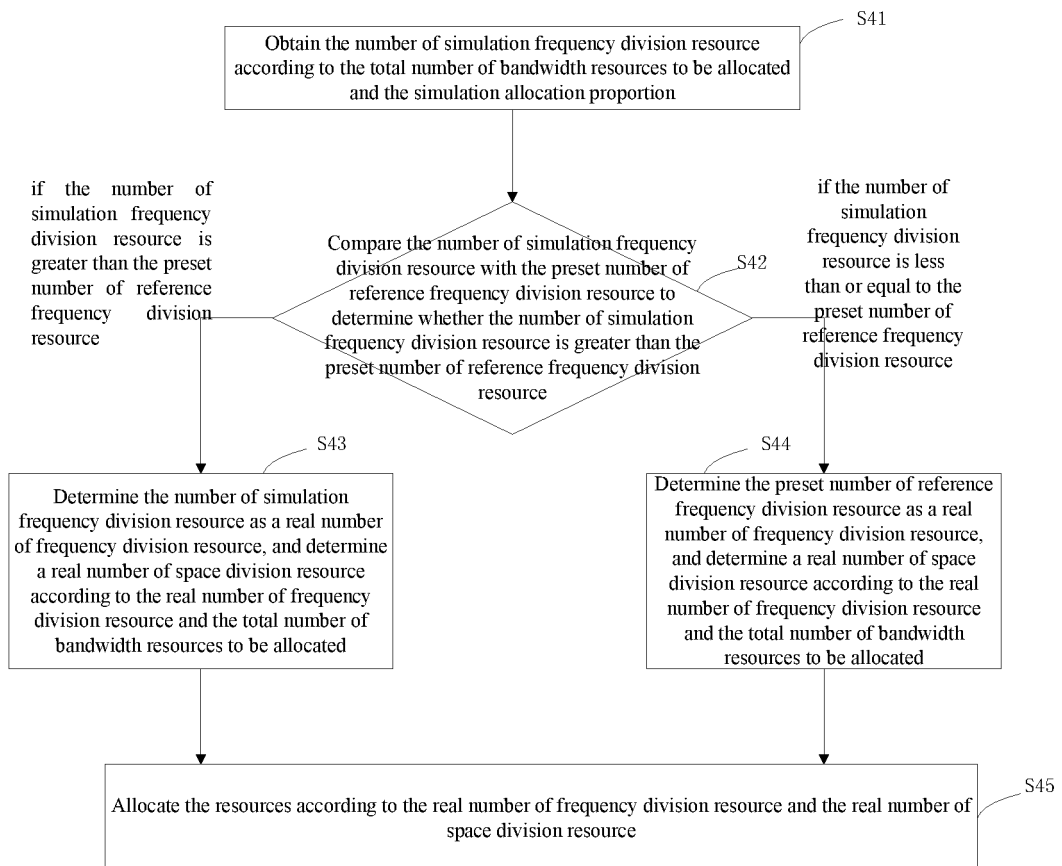 S41
Obtain the number of simulation frequency division resource
according to the total number of bandwidth resources to be allocated
and the simulation allocation proportion
if the number of
simulation frequency
division resource is
greater than the preset
number of reference
frequency division
resource
Compare the number of simulation frequency
division resource with the preset number of
reference frequency division resource to
determine whether the number of simulation
frequency division resource is greater than the
preset number of reference frequency division
resource
S42
if the number of
simulation
frequency division
resource is less
than or equal to the
preset number of
reference frequency
division resource
S43
Determine the number of simulation
frequency division resource as a real number
of frequency division resource, and determine
a real number of space division resource
according to the real number of frequency
division resource and the total number of
bandwidth resources to be allocated
S44
Determine the preset number of reference
frequency division resource as a real
number of frequency division resource,
and determine a real number of space
division resource according to the real
number of frequency division resource
and the total number of bandwidth
resources to be allocated
S45
Allocate the resources according to the real number of frequency division resource and the real number of
space division resource